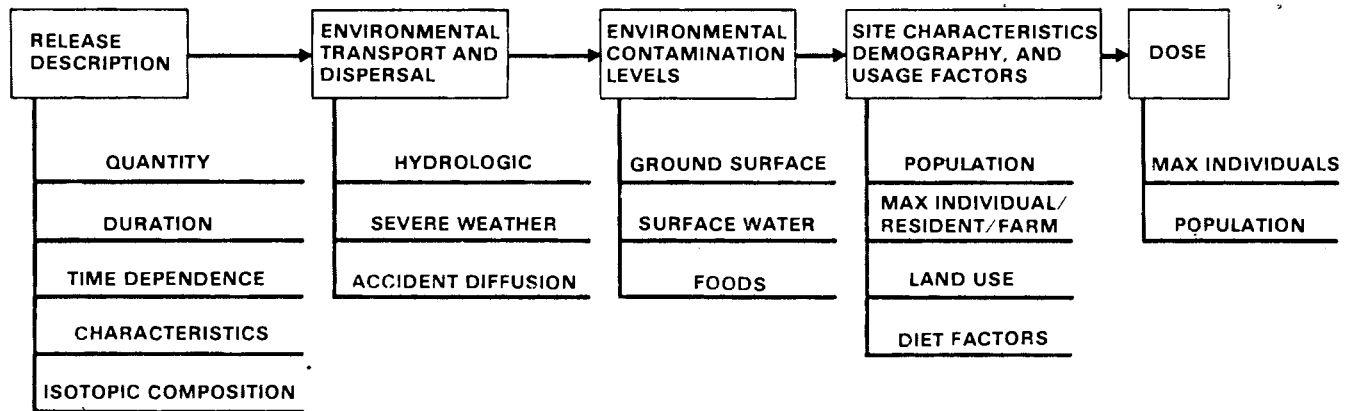 RELEASE
DESCRIPTION
QUANTITY
DURATION
TIME DEPENDENCE
CHARACTERISTICS
ISOTOPIC COMPOSITION
ENVIRONMENTAL
TRANSPORT AND
DISPERSAL
HYDROLOGIC
SEVERE WEATHER
ACCIDENT DIFFUSION
ENVIRONMENTAL
CONTAMINATION
LEVELS
GROUND SURFACE
SURFACE WATER
FOODS
SITE CHARACTERISTICS
DEMOGRAPHY, AND
USAGE FACTORS
POPULATION
MAX INDIVIDUAL/
RESIDENT/FARM
LAND USE
DIET FACTORS
DOSE
MAX INDIVIDUALS
POPULATION